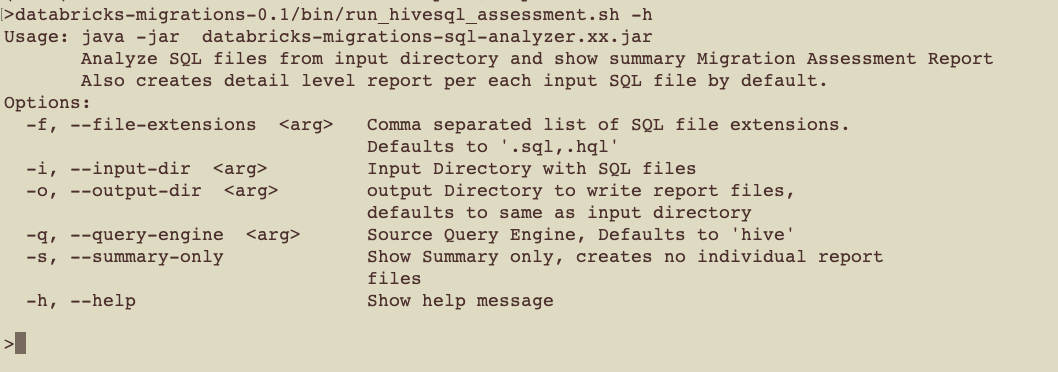 >databricks-migrations-0.1/bin/run_hivesql_assessment.sh -h
Usage: java -jar  databricks-migrations-sql-analyzer.xx.jar
       Analyze SQL files from input directory and show summary Migration Assessment Report
       Also creates detail level report per each input SQL file by default.
Options:
  -f, --file-extensions  <arg>   Comma separated list of SQL file extensions.
                                 Defaults to '.sql,.hql'
  -i, --input-dir  <arg>         Input Directory with SQL files
  -o, --output-dir  <arg>        output Directory to write report files,
                                 defaults to same as input directory
  -q, --query-engine  <arg>      Source Query Engine, Defaults to 'hive'
  -s, --summary-only             Show Summary only, creates no individual report
                                 files
  -h, --help                     Show help message
>